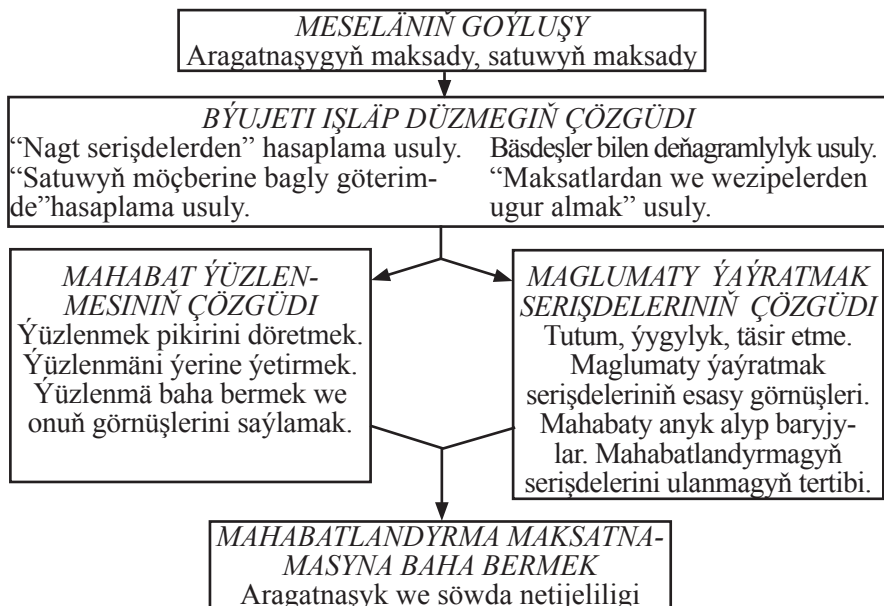 MESELÄNIŇ GOÝLUŞY
Aragatnaşygyň maksady, satuwyň maksady
BÝUJETI IŞLÄP DÜZMEGIŇ ÇÖZGÜDI
“Nagt serişdelerden” hasaplama usuly.
“Satuwyň möçberine bagly göterim-
de”hasaplama usuly.
Bäsdeşler bilen deňagramlylyk usuly.
“Maksatlardan we wezipelerden
ugur almak” usuly.
MAHABAT ÝÜZLEN-
MESINIŇ ÇÖZGÜDI
Ýüzlenmek pikirini döretmek.
Ýüzlenmäni ýerine ýetirmek.
Ýüzlenmä baha bermek we
onuň görnüşlerini saýlamak.
MAGLUMATY ÝAÝRATMAK
SERIŞDELERINIŇ ÇÖZGÜDI
Tutum, ýygylyk, täsir etme.
Maglumaty ýaýratmak
serişdeleriniň esasy görnüşleri.
Mahabaty anyk alyp baryjy-
lar. Mahabatlandyrmagyň
serişdelerini ulanmagyň tertibi.
MAHABATLANDYRMA MAKSATNA-
MASYNA BAHA BERMEK
Aragatnaşyk we söwda netijeliligi